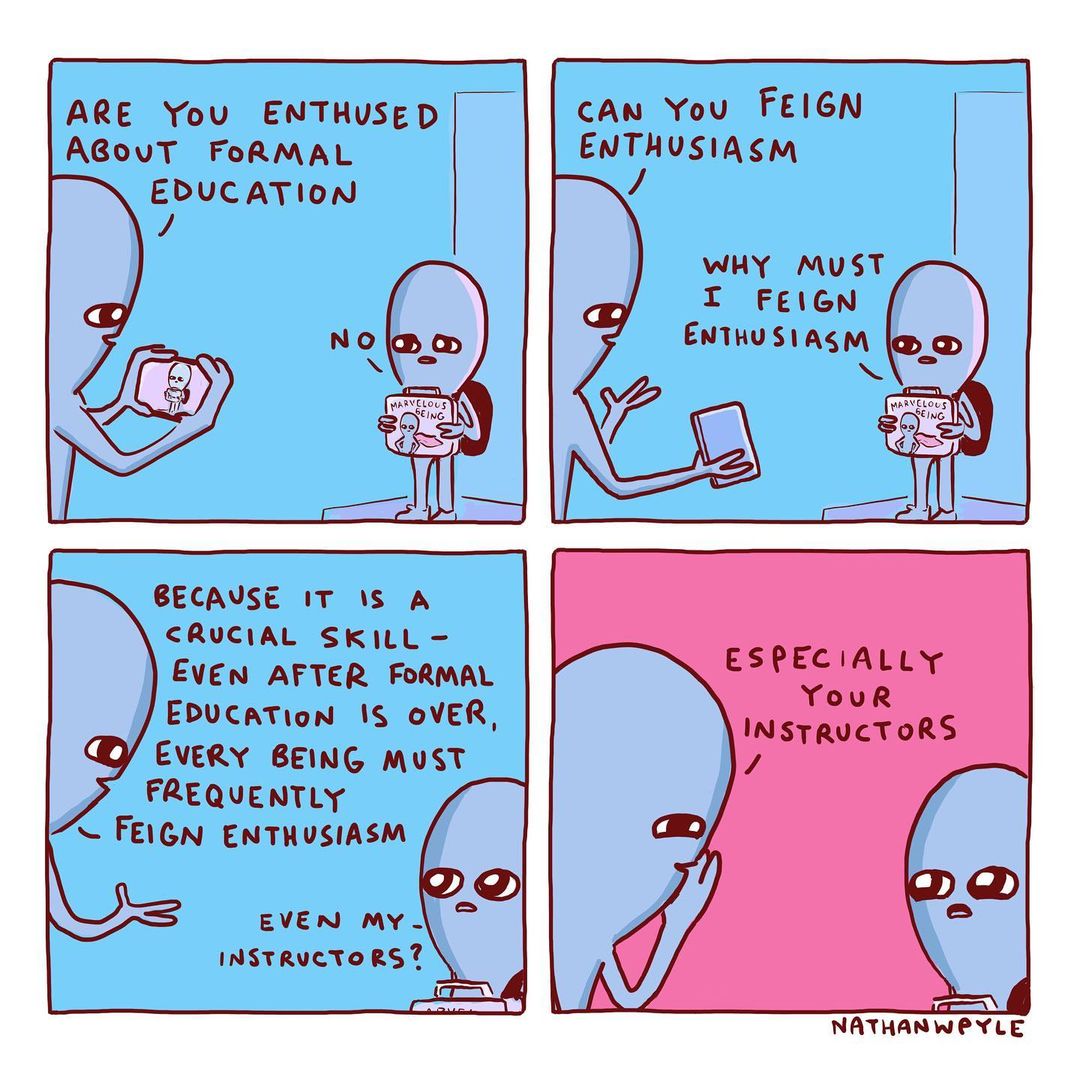 ARE YOU ENTHUSED
ABOUT FORMAL
EDUCATION
NO
MARVELOUS
BEING
CAN YOU FEIGN
ENTHUSIASM
WHY MUST
I FEIGN
ENTHUSIASM
MARVELOUS
BEING
BECAUSE IT IS A
CRUCIAL SKILL -
EVEN AFTER FORMAL
EDUCATION IS OVER,
EVERY BEING MUST
FREQUENTLY
FEIGN ENTHUSIASM
EVEN MY
INSTRUCTORS?
ESPECIALLY
YOUR
INSTRUCTORS
NATHANWPYLE